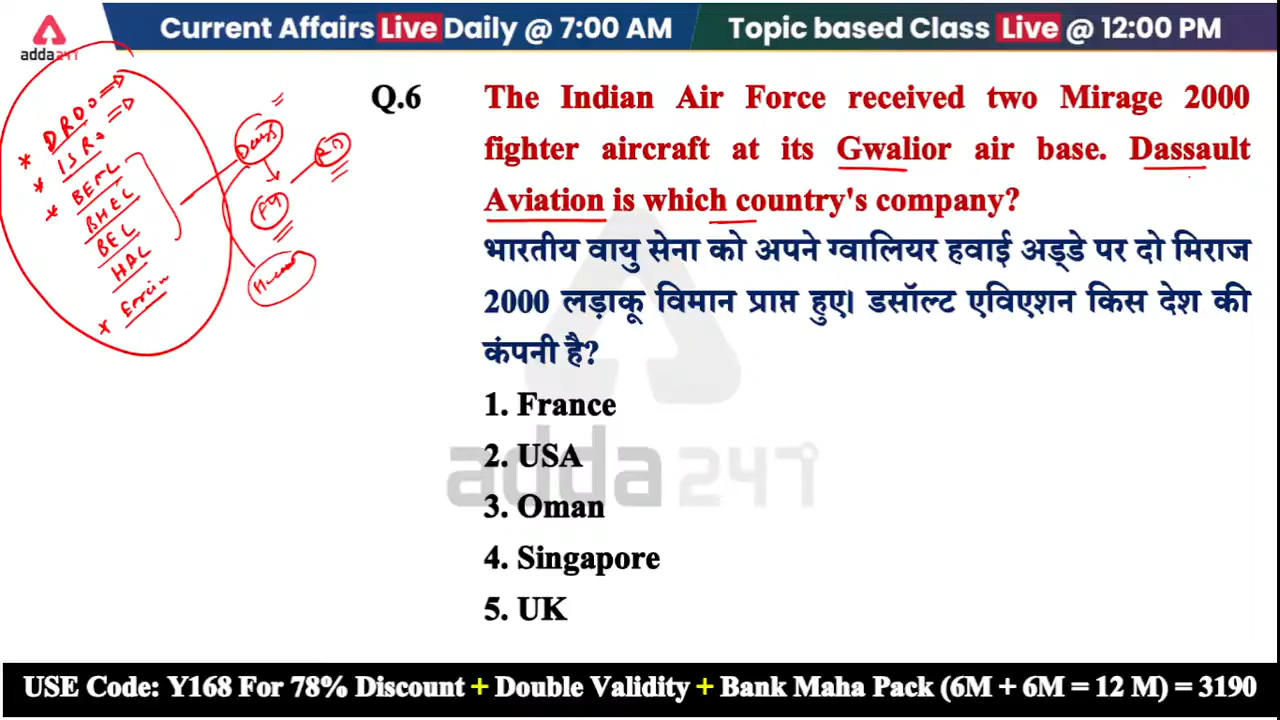 Current Affairs Live Daily @ 7:00 AM
Topic based Class Live @ 12:00 PM
adda247
Q.6 The Indian Air Force received two Mirage 2000
fighter aircraft at its Gwalior air base. Dassault
Aviation is which country's company?
भारतीय वायु सेना को अपने ग्वालियर हवाई अड्डे पर दो मिराज
2000 लड़ाकू विमान प्राप्त हुए। डसॉल्ट एविएशन किस देश की
कंपनी है?
1. France
2. USA
3. Oman
4. Singapore
5. UK
* DRDO
* ISRO
* BEML
BHEL
BEL
HAL
adda247
USE Code: Y168 For 78% Discount + Double Validity + Bank Maha Pack (6M + 6M = 12 M) = 3190